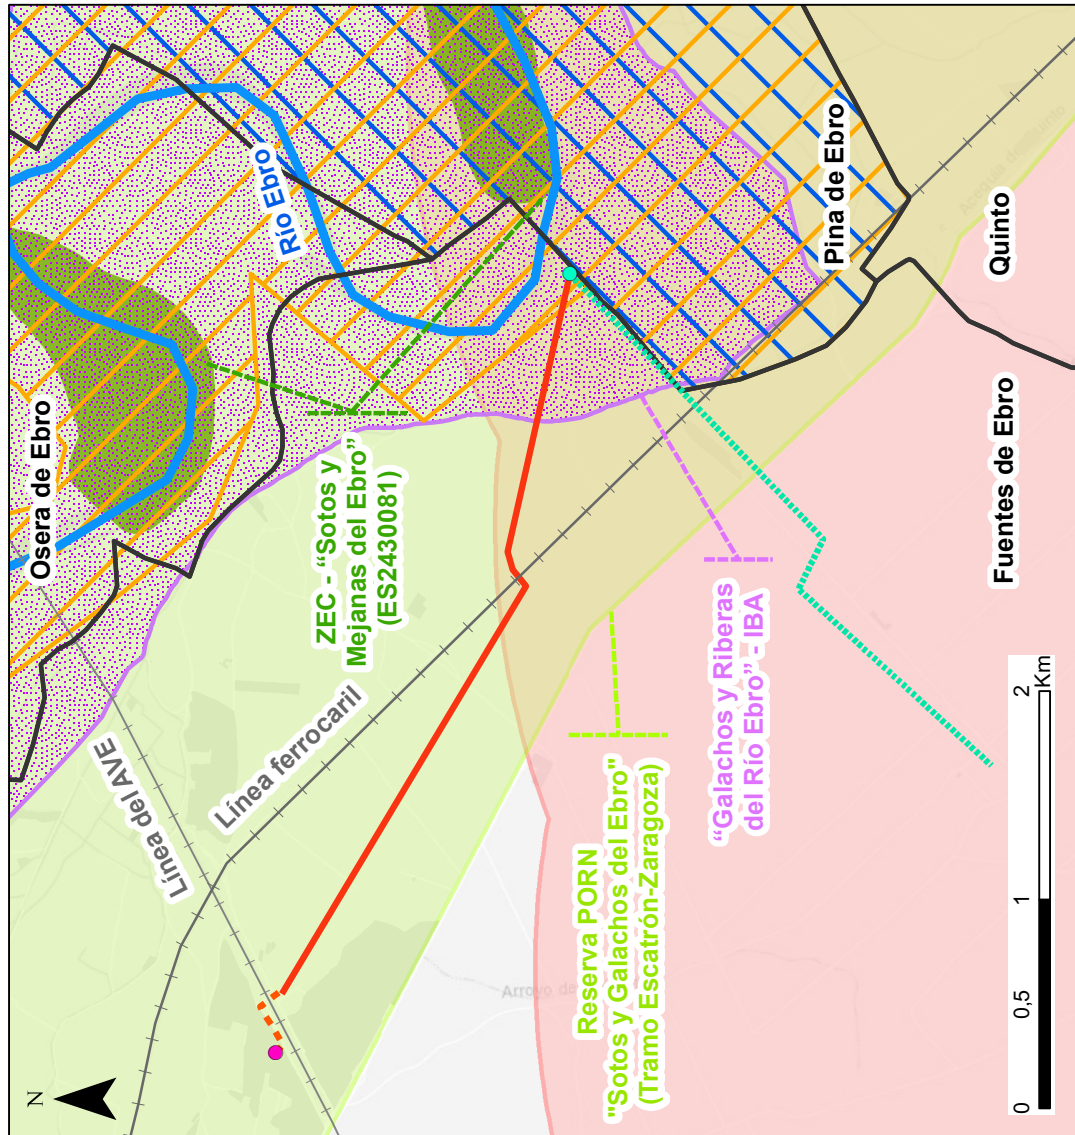 N
Osera de Ebro
Línea del AVE
Línea ferrocaril
Río Ebro
ZEC - “Sotos y
Mejanas del Ebro”
(ES2430081)
Arroyo de
Reserva PORN
"Sotos y Galachos del Ebro"
(Tramo Escatrón-Zaragoza)
“Galachos y Riberas
del Río Ebro” - IBA
Pina de Ebro
Quinto
Fuentes de Ebro
0 0,5 1 2
Km